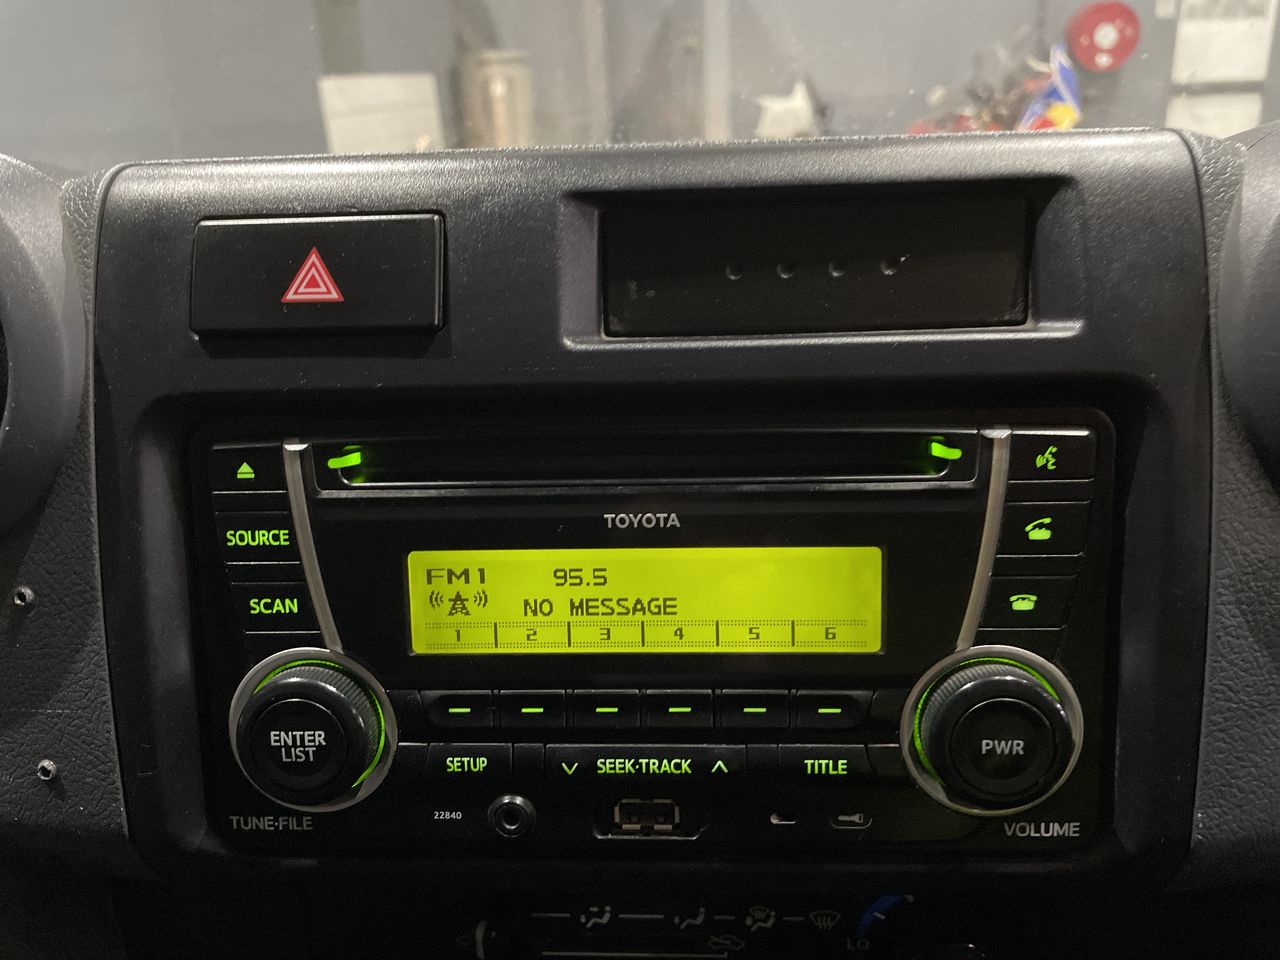 TOYOTA
SOURCE
SCAN
FM1 95.5
NO MESSAGE
1 2 3 4 5 6
ENTER
LIST
PWR
SETUP
SEEK·TRACK
TITLE
22840
TUNE·FILE
VOLUME
LO